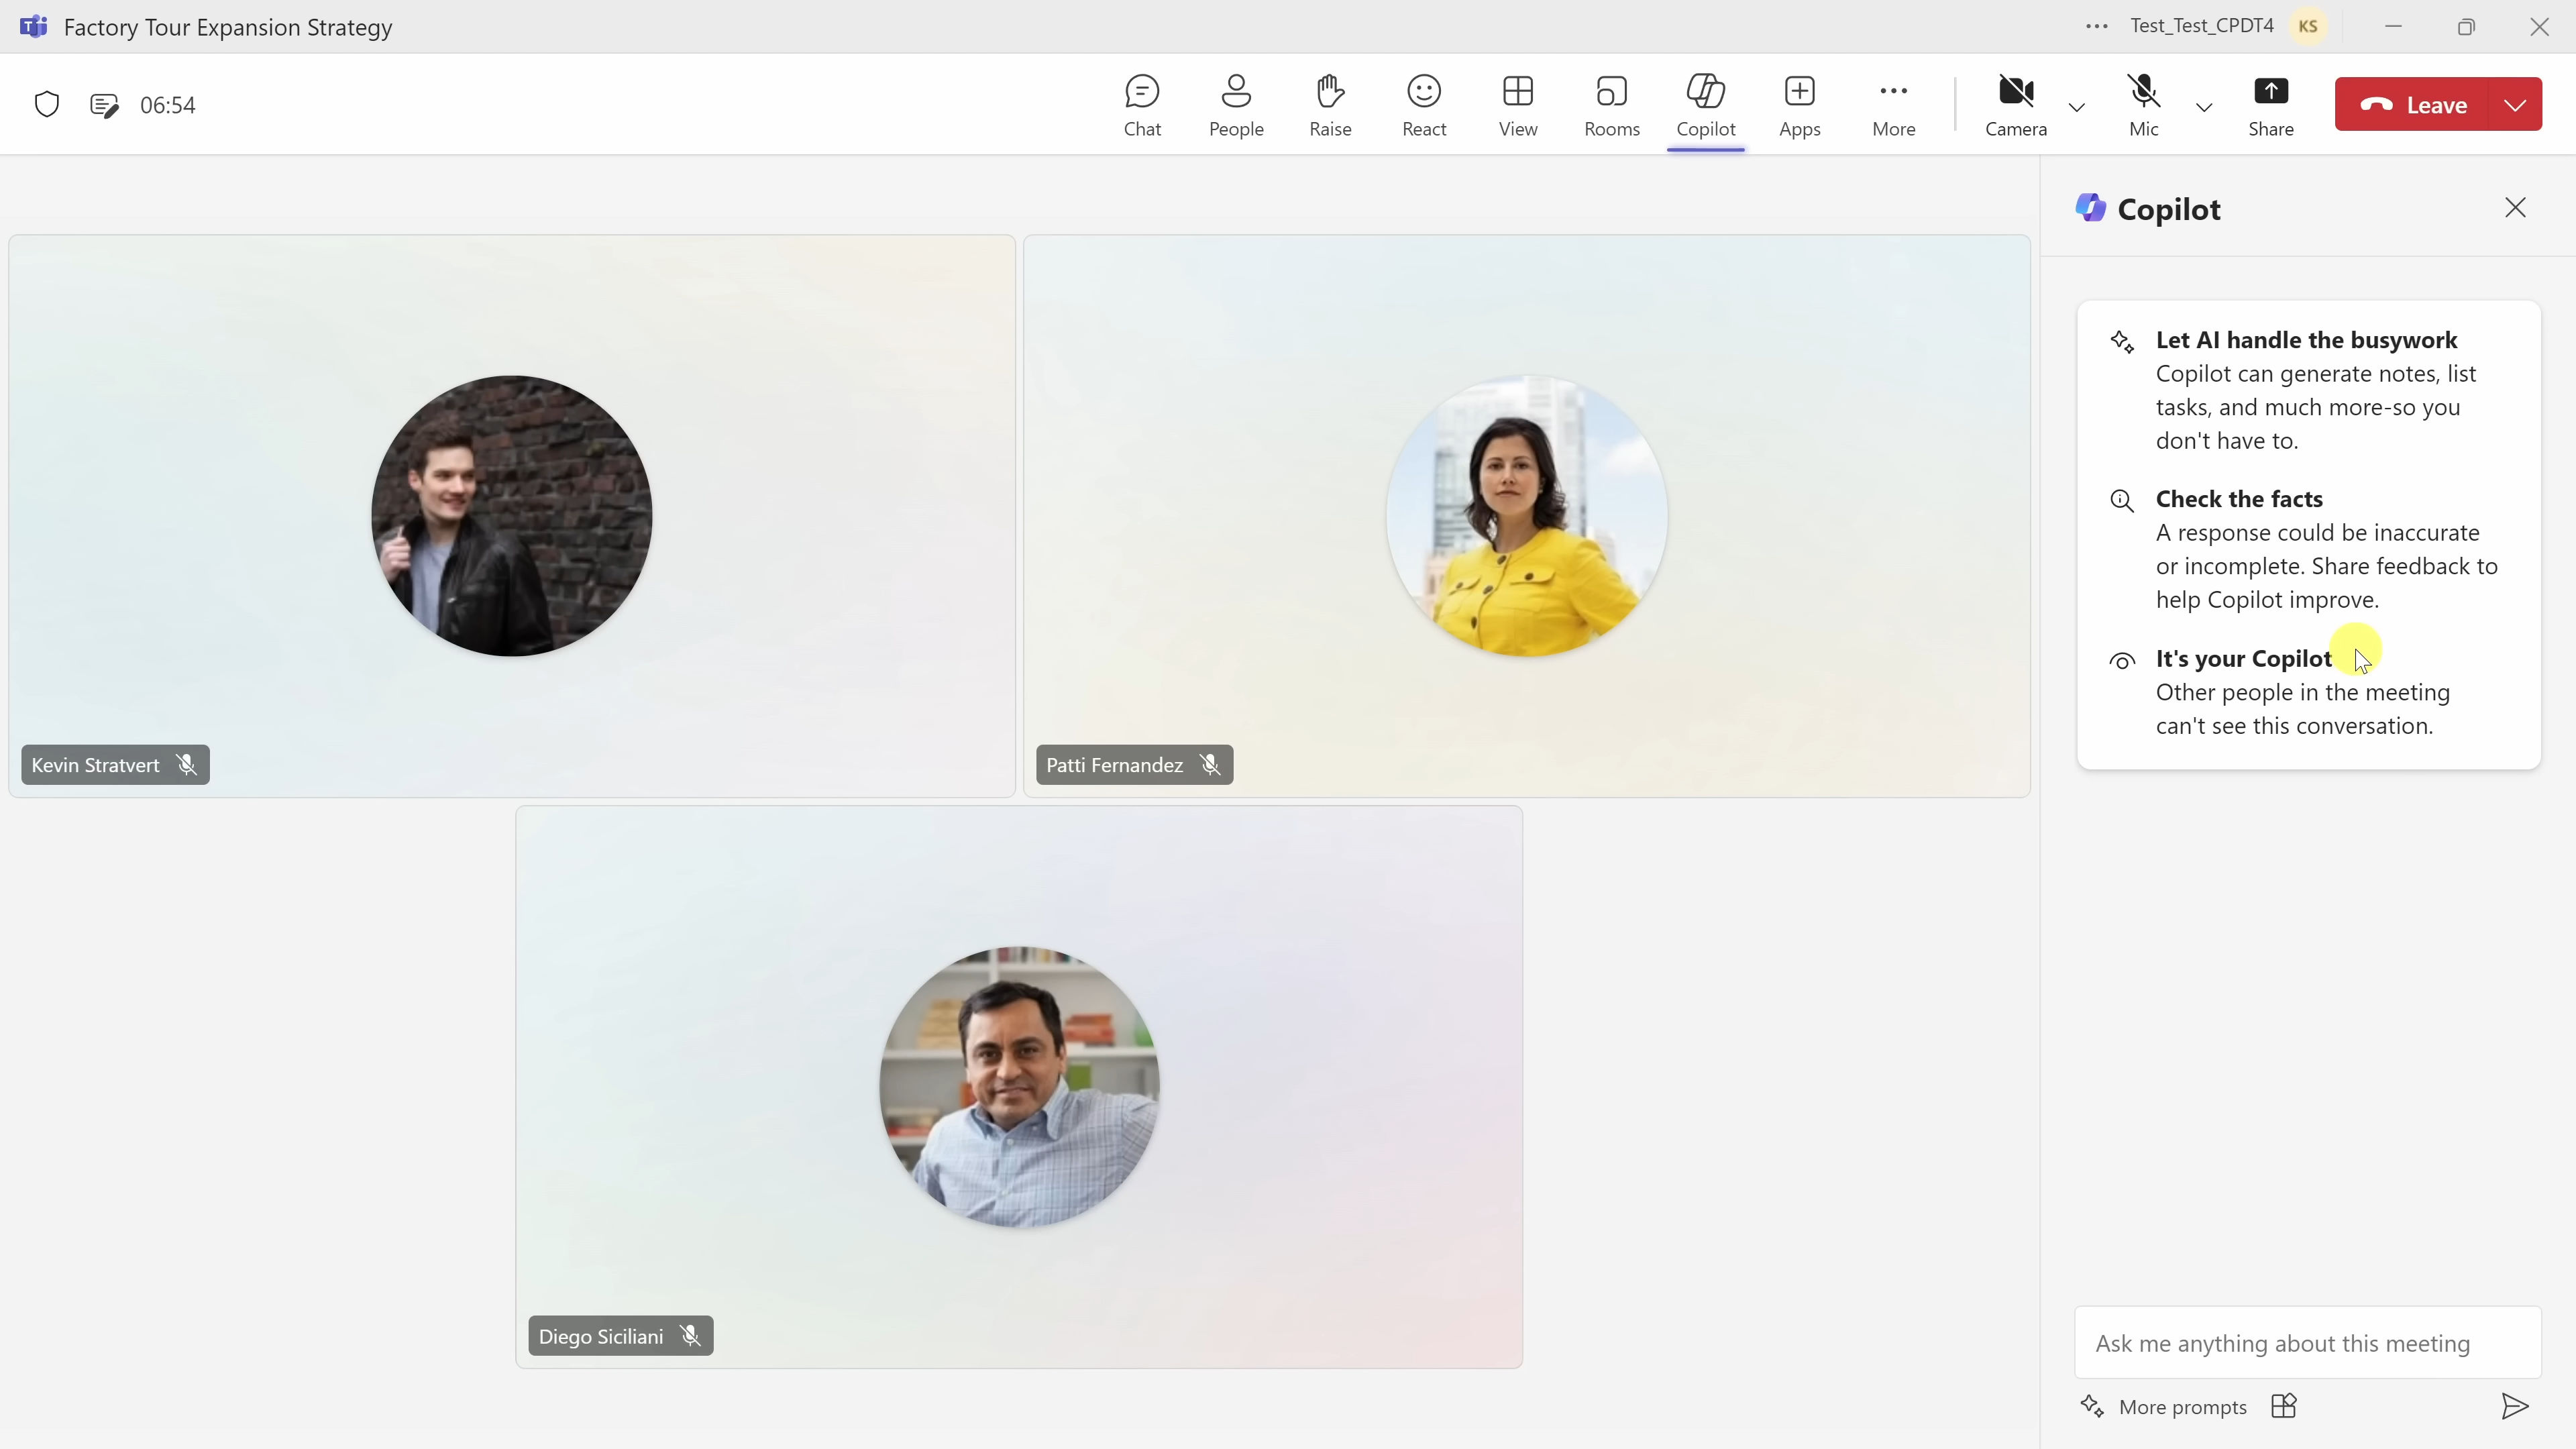 Factory Tour Expansion Strategy
Test_Test_CPDT4 KS
06:54
Chat
People
Raise
React
View
Rooms
Copilot
Apps
More
Camera
Mic
Share
Leave
Kevin Stratvert
Patti Fernandez
Diego Siciliani
Copilot
Let AI handle the busywork
Copilot can generate notes, list
tasks, and much more-so you
don't have to.
Check the facts
A response could be inaccurate
or incomplete. Share feedback to
help Copilot improve.
It's your Copilot
Other people in the meeting
can't see this conversation.
Ask me anything about this meeting
More prompts